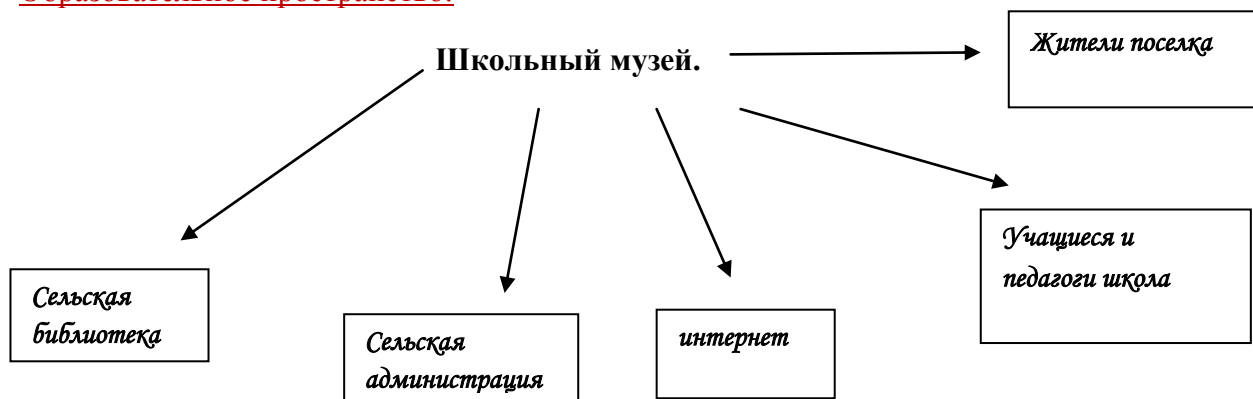 Образовательное пространство.
Школьный музей.
Жители поселка
Учащиеся и
педагоги школа
Сельская
библиотека
Сельская
администрация
интернет